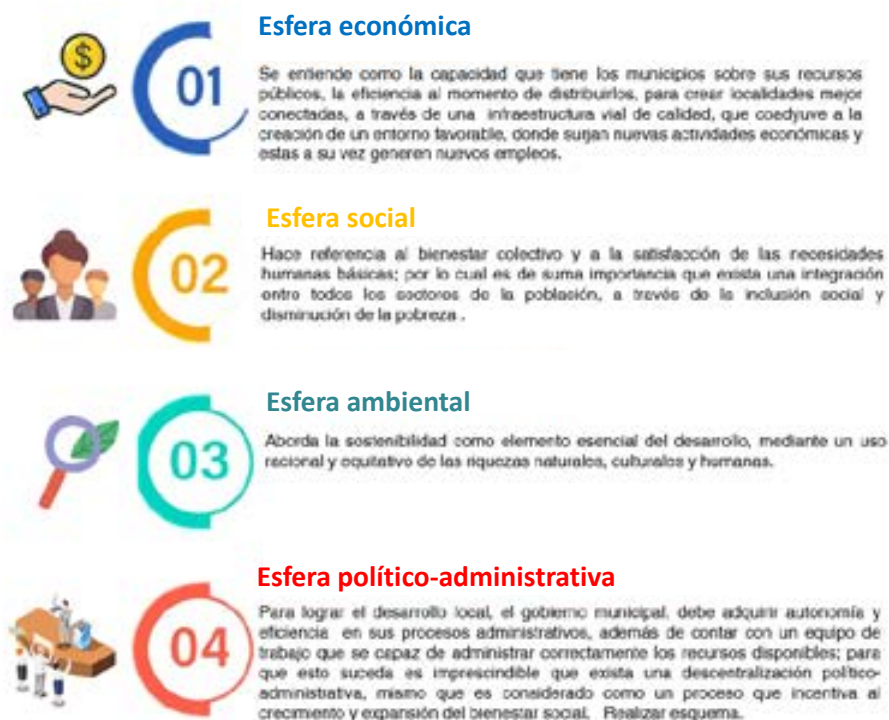 Esfera económica
01
Se entiende como la capacidad que tiene los municipios sobre sus recursos
públicos, la eficiencia al momento de distribuirlos, para crear localidades mejor
conectadas, a través de una infraestructura vial de calidad, que coedyuve a la
creación de un entorno favorable, donde surjan nuevas actividades económicas y
estas a su vez generen nuevos empleos.
Esfera social
02
Hace referencia al bienestar colectivo y a la satisfacción de las necesidades
humanas básicas; por lo cual es de suma importancia que exista una integración
entre todos los sectores de la población, a través de la inclusión social y
disminución de la pobreza .
Esfera ambiental
03
Aborda la sostenibilidad como elemento esencial del desarrollo, mediante un uso
racional y equitativo de las riquezas naturales, culturales y humanas.
Esfera político-administrativa
04
Para lograr el desarrollo local, el gobierno municipal, debe adquirir autonomía y
eficiencia en sus procesos administrativos, además de contar con un equipo de
trabajo que se capaz de administrar correctamente los recursos disponibles; para
que esto suceda es imprescindible que exista una descentralización político-
administrativa, mismo que es considerado como un proceso que incentiva al
crecimiento y expansión del bienestar social. Realizar esquema.